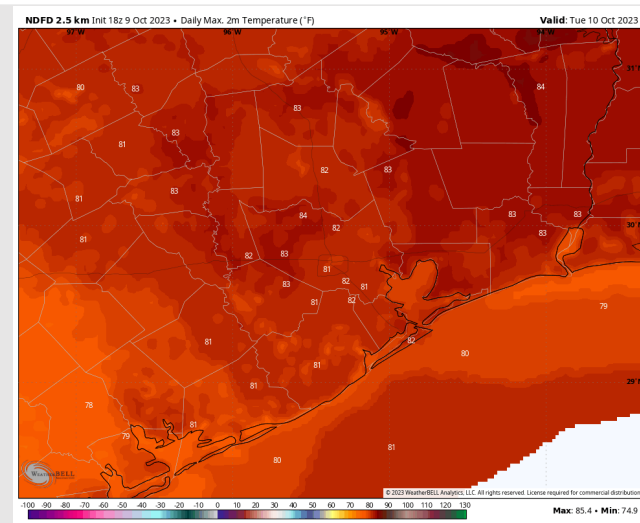 NDFD 2.5 km Init 18z 9 Oct 2023 • Daily Max. 2m Temperature (°F)
Valid: Tue 10 Oct 2023
97°W 96°W 95°W 94°W
31°N
80 83 84
83
83
81
82 83
83
81
84 83 83
82 83
30°N
81
82 83
81
83 82 81
81 82
79
81 82
80
81
29°N
81
78
81
79
80 81
WEATHERBELL
© 2023 WeatherBELL Analytics, LLC. All rights reserved. License required for commercial distribution
-100 -90 -80 -70 -60 -50 -40 -30 -20 -10 0 10 20 30 40 50 60 70 80 90 100 110 120 130
Max: 85.4 • Min: 74.9